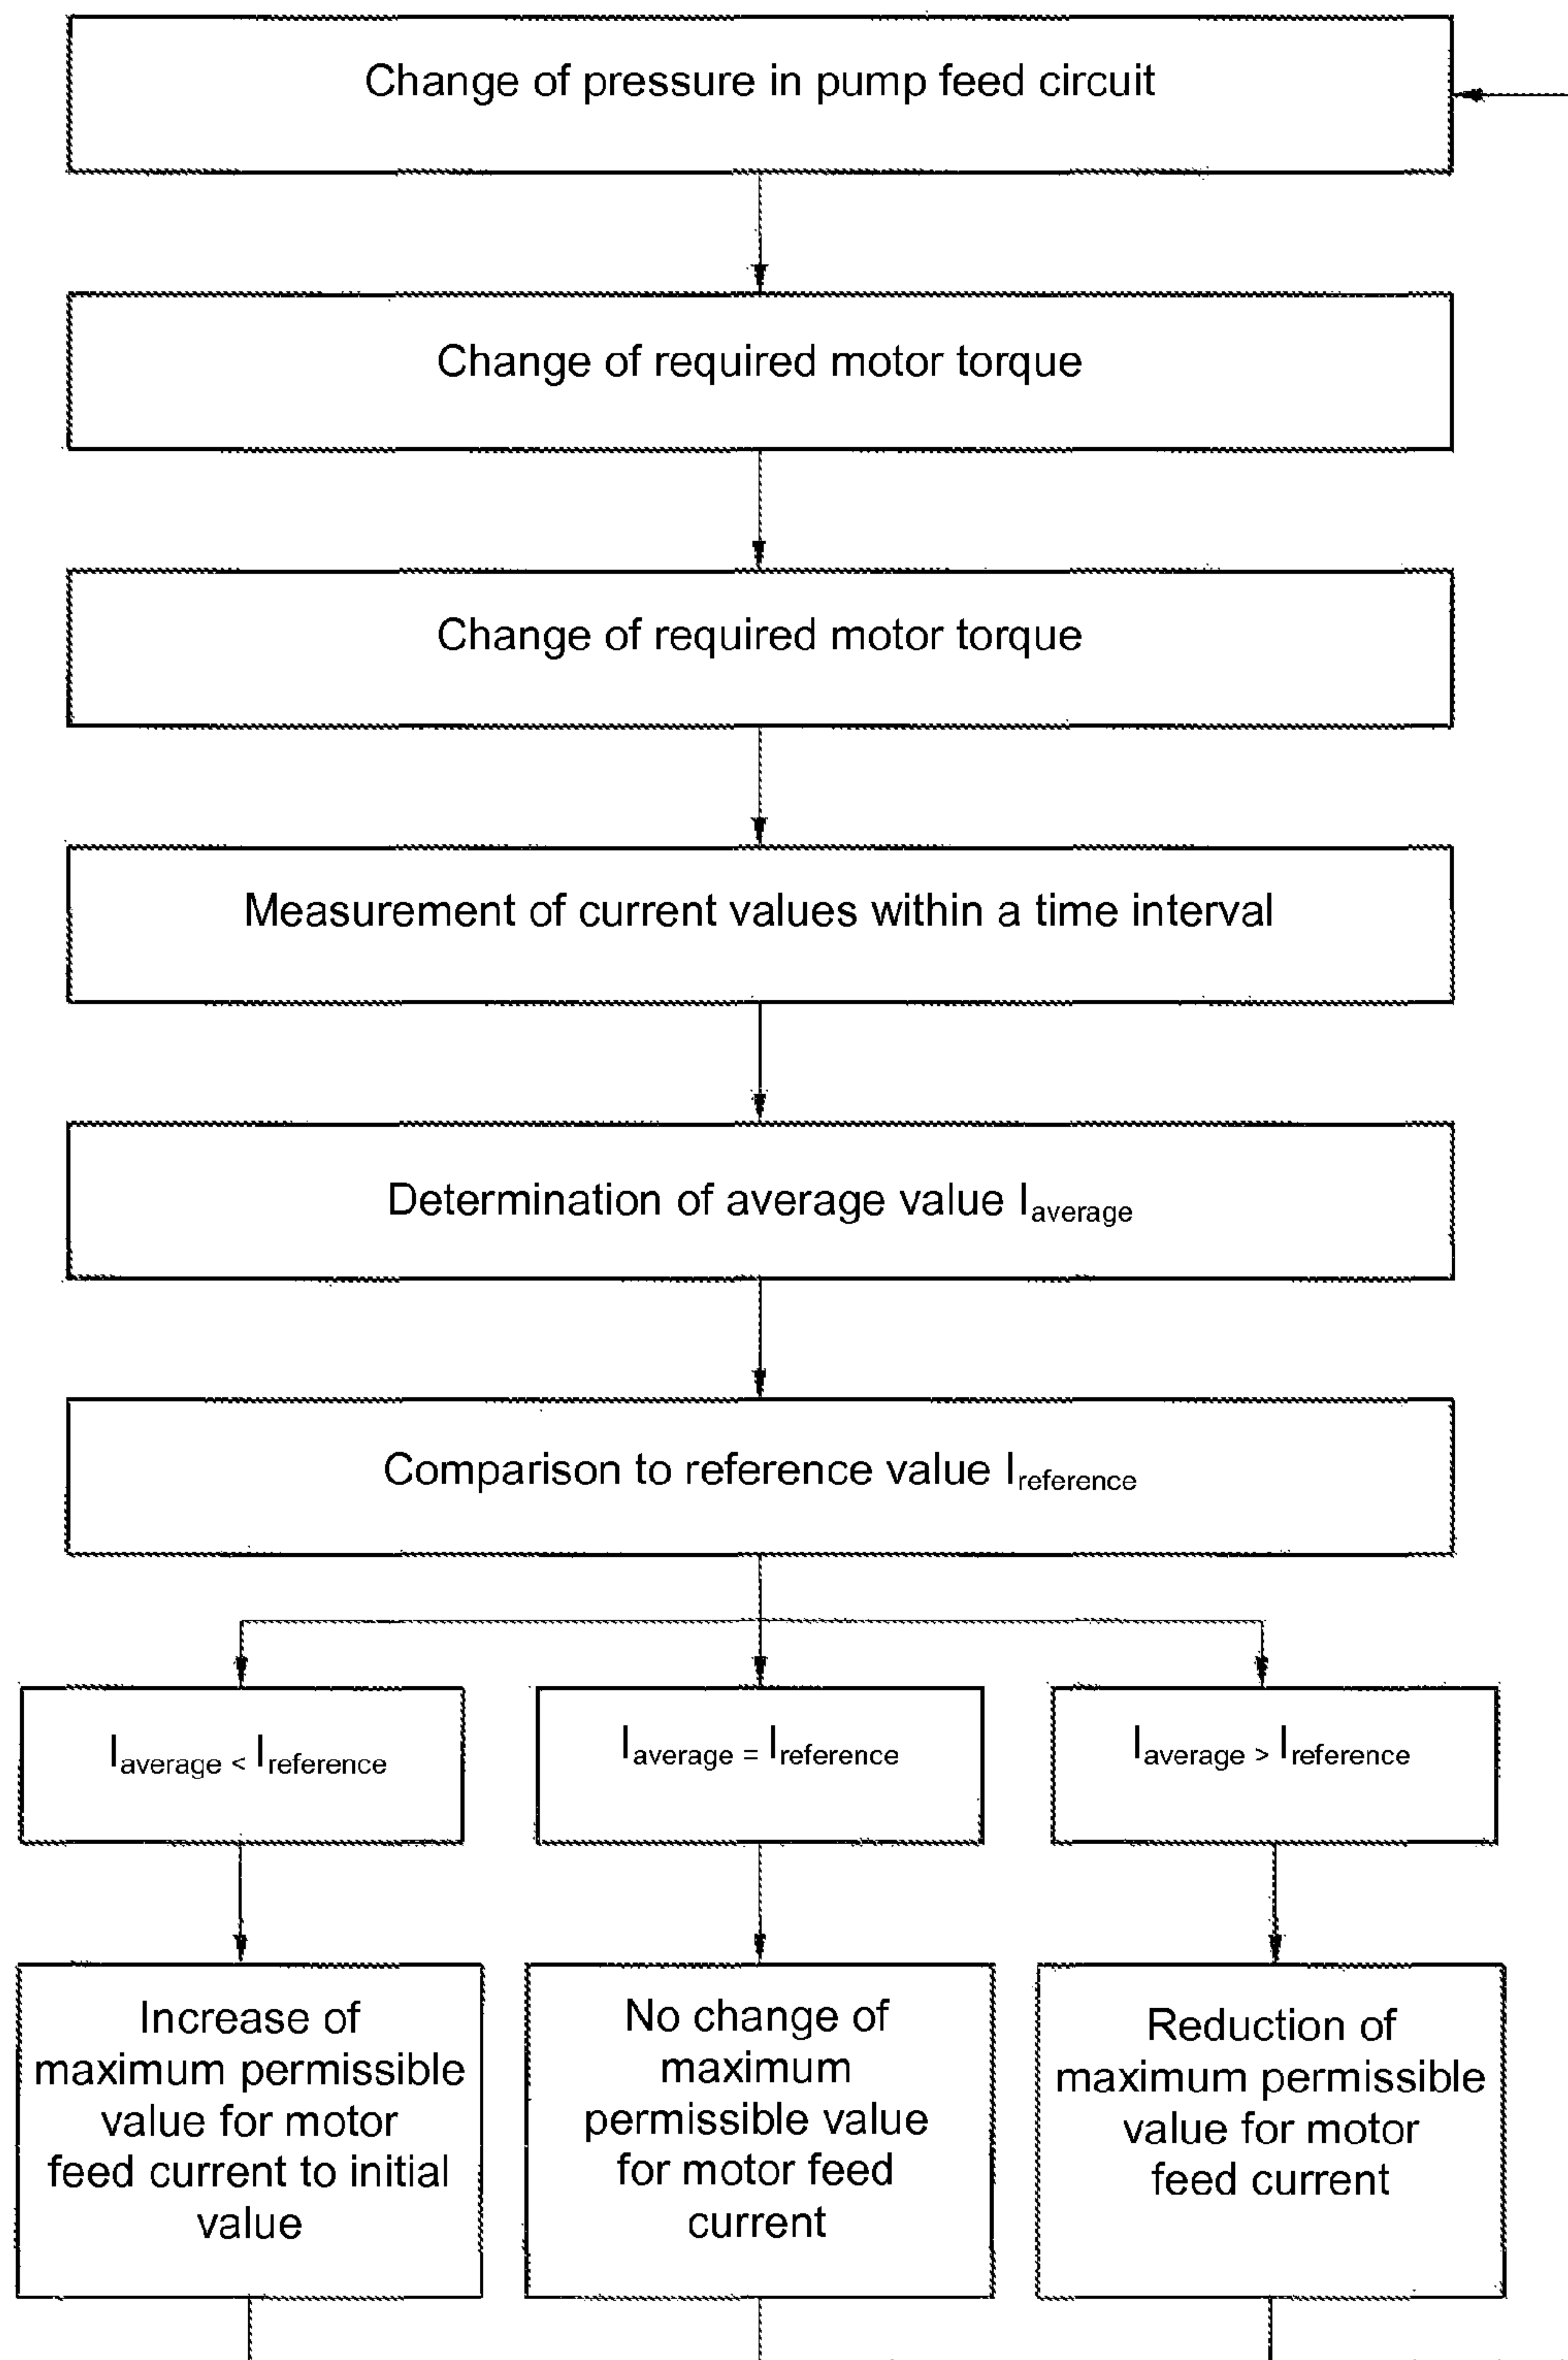 Change of pressure in pump feed circuit
Change of required motor torque
Change of required motor torque
Measurement of current values within a time interval
Determination of average value Iaverage
Comparison to reference value Ireference
Iaverage < Ireference
Iaverage = Ireference
Iaverage > Ireference
Increase of
maximum permissible
value for motor
feed current to initial
value
No change of
maximum
permissible value
for motor feed
current
Reduction of
maximum permissible
value for motor
feed current